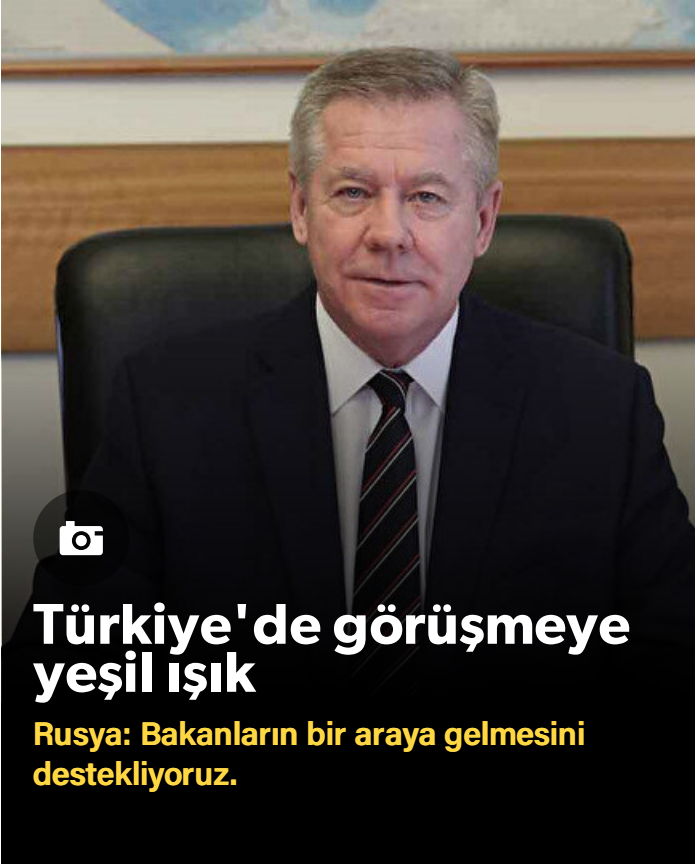 Türkiye'de görüşmeye
yeşil ışık
Rusya: Bakanların bir araya gelmesini
destekliyoruz.